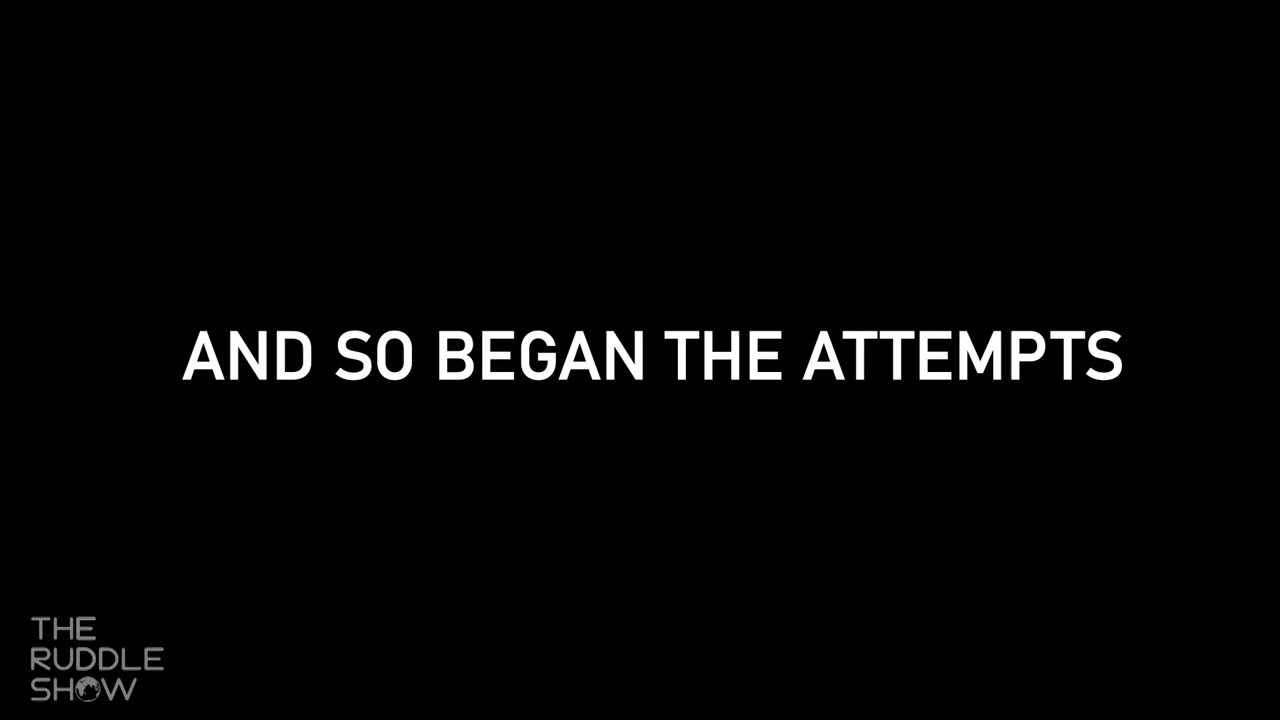 AND SO BEGAN THE ATTEMPTS
THE
RUDDLE
SHOW